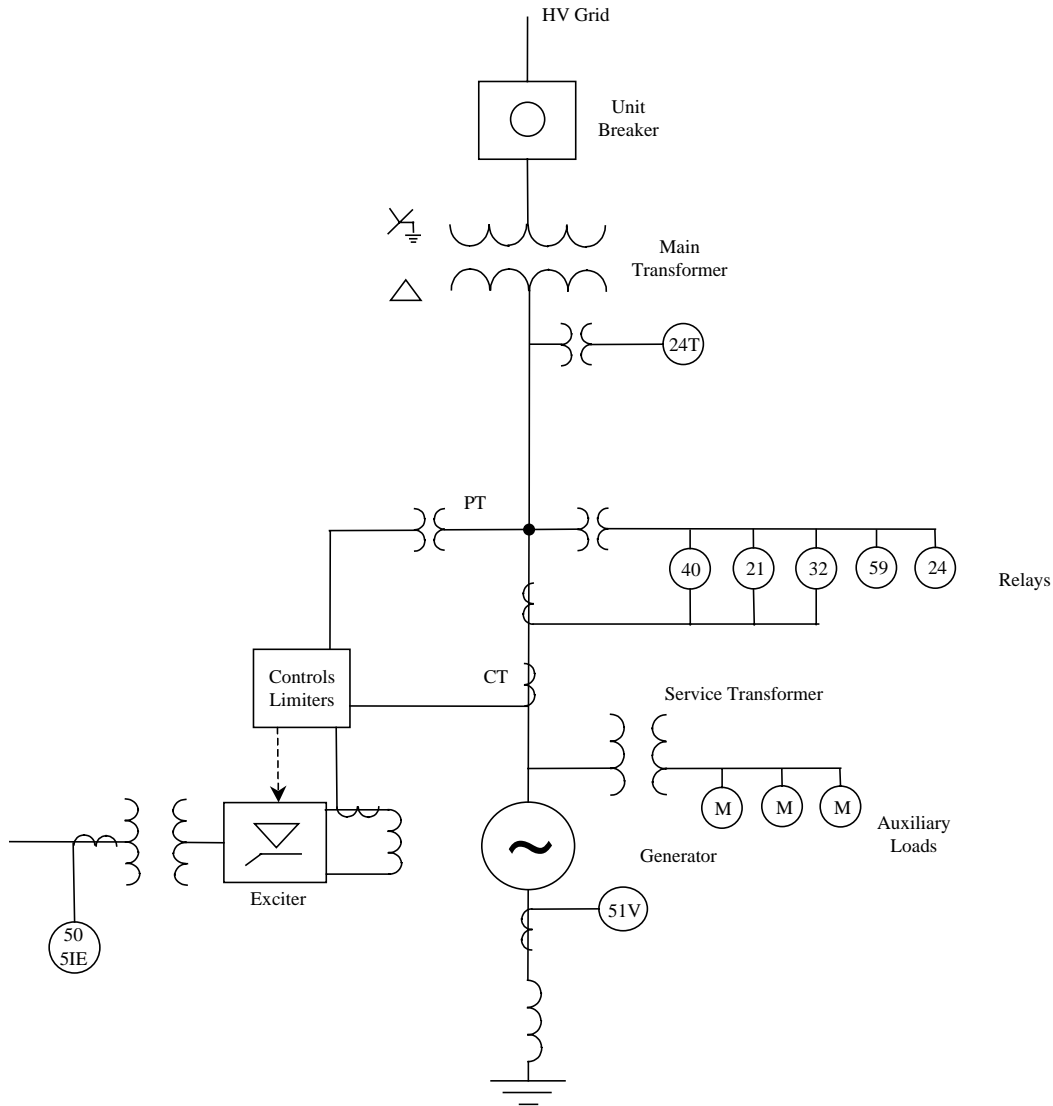 HV Grid
Unit
Breaker
Main
Transformer
24T
PT
40
21
32
59
24
Relays
Controls
Limiters
CT
Service Transformer
M
M
M
Auxiliary
Loads
Generator
Exciter
51V
50
5IE